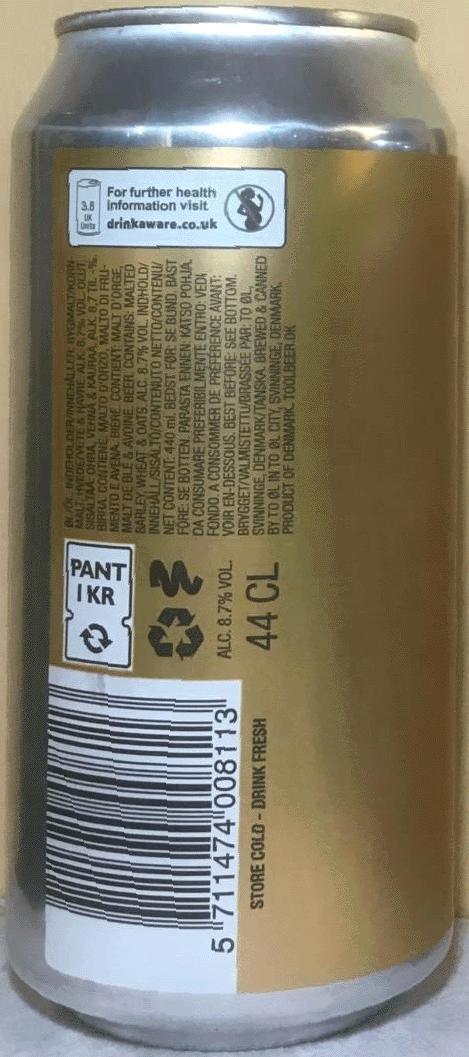 3.8
UK
Units
For further health
information visit
drinkaware.co.uk
BJ/ÖL. INDEHOLDER/INNEHÅLLER: BYGMALT/KORN
MALT, HVEDE/VETE & HAVRE. ALK. 8.7% VOL. OLUT.
SISÄLTÄÄ: OHRA, VEHNÄ & KAURAA. ALK. 8,7 TIL.-%.
BIRRA. CONTIENE: MALTO D'ORZO, MALTO DI FRU-
MENTO E AVENA. BIÈRE. CONTIENT: MALT D'ORGE,
MALT DE BLÉ & AVOINE. BEER. CONTAINS: MALTED
BARLEY, WHEAT & OATS. ALC. 8.7% VOL. INDHOLD/
INNEHÅLL/SISÄLTÖ/CONTENUTO NETTO/CONTENU/
NET CONTENT: 440 ml. BEDST FØR: SE BUND. BÄST
FÖRE: SE BOTTEN. PARASTA ENNEN: KATSO POHJA.
DA CONSUMARE PREFERIBILMENTE ENTRO: VEDI
FONDO. A CONSOMMER DE PRÉFÉRENCE AVANT:
VOIR EN-DESSOUS. BEST BEFORE: SEE BOTTOM.
BRYGGET/VALMISTETTU/BRASSÉE PAR: TO ØL,
SVINNINGE, DENMARK/TANSKA. BREWED & CANNED
BY TO ØL IN TO ØL CITY, SVINNINGE, DENMARK.
PRODUCT OF DENMARK. TOOLBEER.DK
PANT
1 KR
ALC. 8.7% VOL.
44 CL
5 711474 008113
STORE COLD - DRINK FRESH